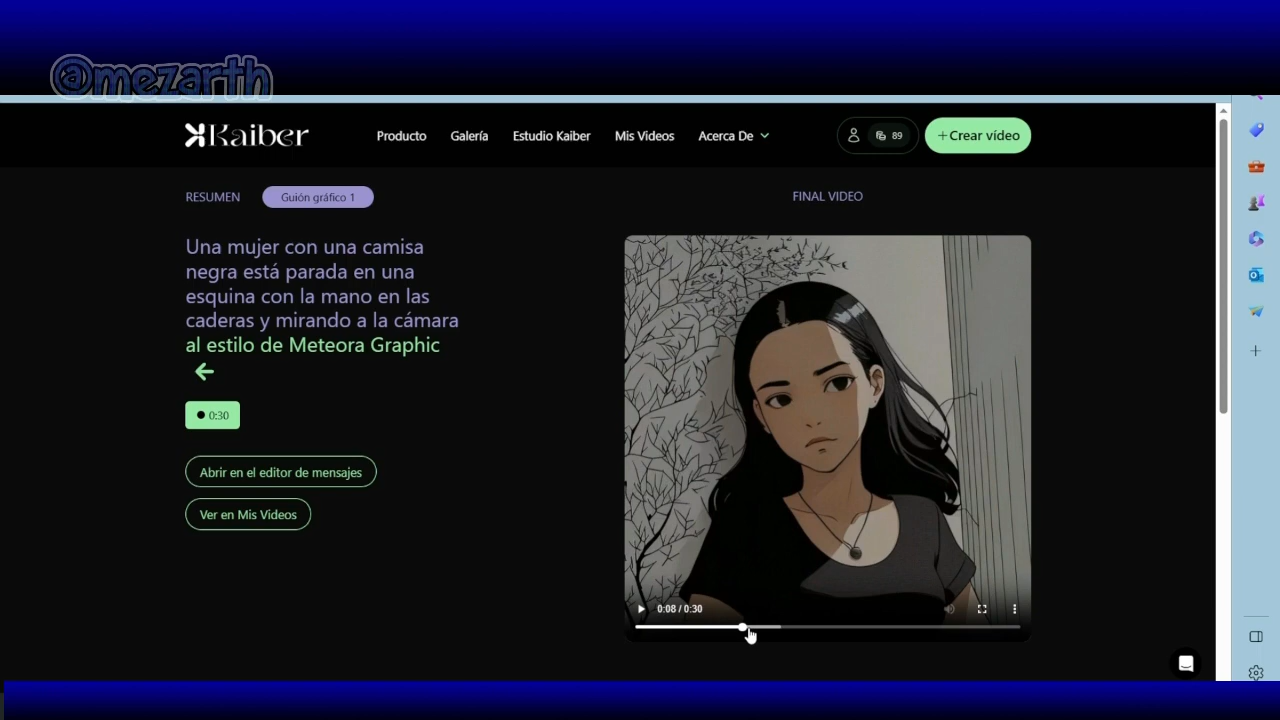 @mezarth
Kaiber
Producto Galería Estudio Kaiber Mis Videos Acerca De 89 +Crear vídeo
RESUMEN Guión gráfico 1
FINAL VIDEO
Una mujer con una camisa
negra está parada en una
esquina con la mano en las
caderas y mirando a la cámara
al estilo de Meteora Graphic
0:30
Abrir en el editor de mensajes
Ver en Mis Videos
0:08 / 0:30